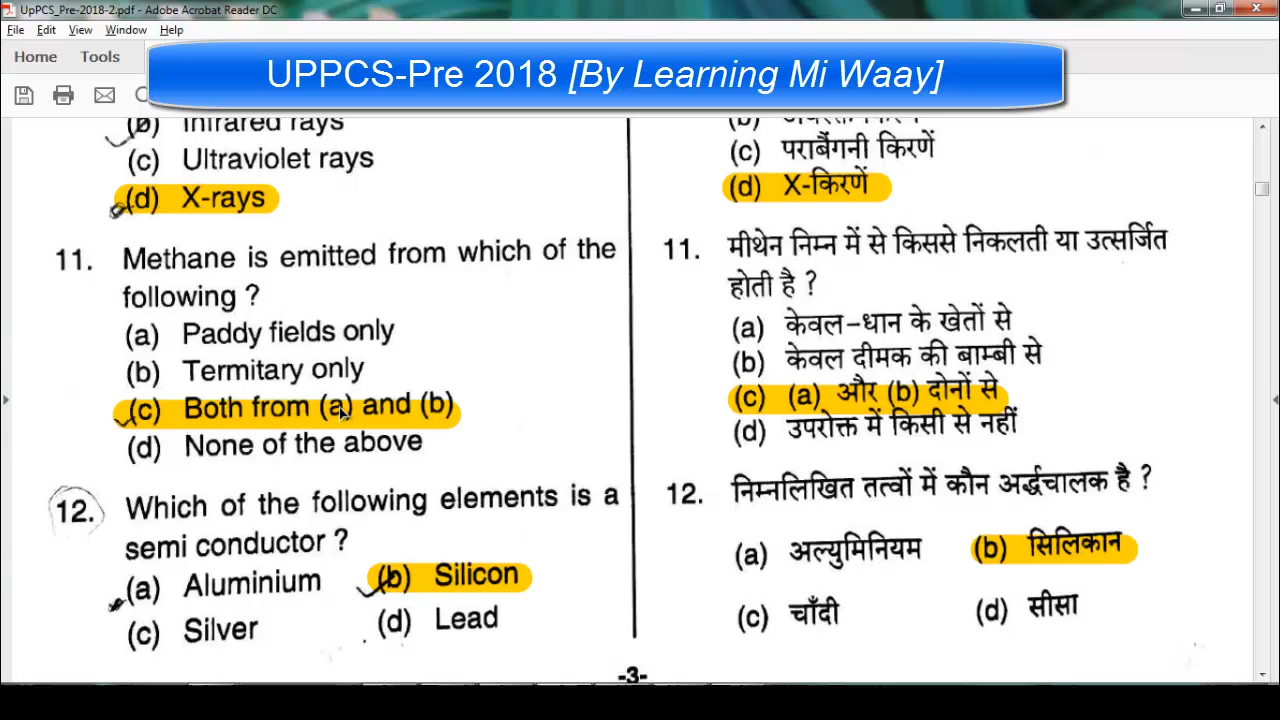 UpPCS_Pre-2018-2.pdf - Adobe Acrobat Reader DC
File Edit View Window Help
Home Tools
UPPCS-Pre 2018 [By Learning Mi Waay]
(b) Infrared rays
(c) Ultraviolet rays
(d) X-rays
11. Methane is emitted from which of the
following ?
(a) Paddy fields only
(b) Termitary only
(c) Both from (a) and (b)
(d) None of the above
12. Which of the following elements is a
semi conductor ?
(a) Aluminium (b) Silicon
(c) Silver (d) Lead
(b) अवरक्त किरणें
(c) पराबैंगनी किरणें
(d) X-किरणें
11. मीथेन निम्न में से किससे निकलती या उत्सर्जित
होती है ?
(a) केवल-धान के खेतों से
(b) केवल दीमक की बाम्बी से
(c) (a) और (b) दोनों से
(d) उपरोक्त में किसी से नहीं
12. निम्नलिखित तत्वों में कौन अर्द्धचालक है ?
(a) अल्युमिनियम (b) सिलिकान
(c) चाँदी (d) सीसा
-3-